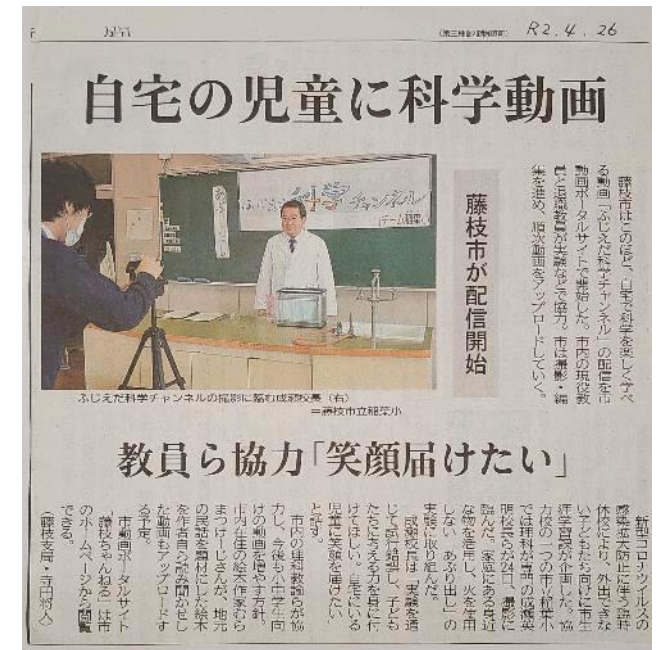 R2.4.26
自宅の児童に科学動画
藤枝市が配信開始
藤枝市はこのほど、自宅で科学を楽しく学べ
る動画「ふじえだ科学チャンネル」の配信を市
動画ポータルサイトで開始した。市内の現役教
員と退職教員が実験などで協力。市は撮影・編
集を進め、順次動画をアップロードしていく。
科学チャンネル
ふじえだ科学チャンネルの撮影に臨む成瀬校長（右）
＝藤枝市立稲葉小
教員ら協力「笑顔届けたい」
新型コロナウイルスの
感染拡大防止に伴う臨時
休校により、外出できな
い子どもたち向けに市生
涯学習課が企画した。協
力校の一つの市立稲葉小
では理科が専門の成瀬英
明校長らが24日、撮影に
臨んだ。家庭にある身近
な物を使用し、火を使用
しない「あぶり出し」の
実験に取り組んだ。
成瀬校長は「実験を通
じて試行錯誤し、子ども
たちに考える力を身に付
けてほしい。自宅にいる
児童に笑顔を届けたい」
と話す。
市内の理科教諭らが協
力し、今後も小中学生向
けの動画を増やす方針。
市内在住の絵本作家むら
まつけーじさんが、地元
の民話を題材にした絵本
を作者自ら読み聞かせし
た動画もアップロードす
る予定。
市動画ポータルサイト
「藤枝ちゃんねる」は市
のホームページから閲覧
できる。
（藤枝支局・寺田将人）